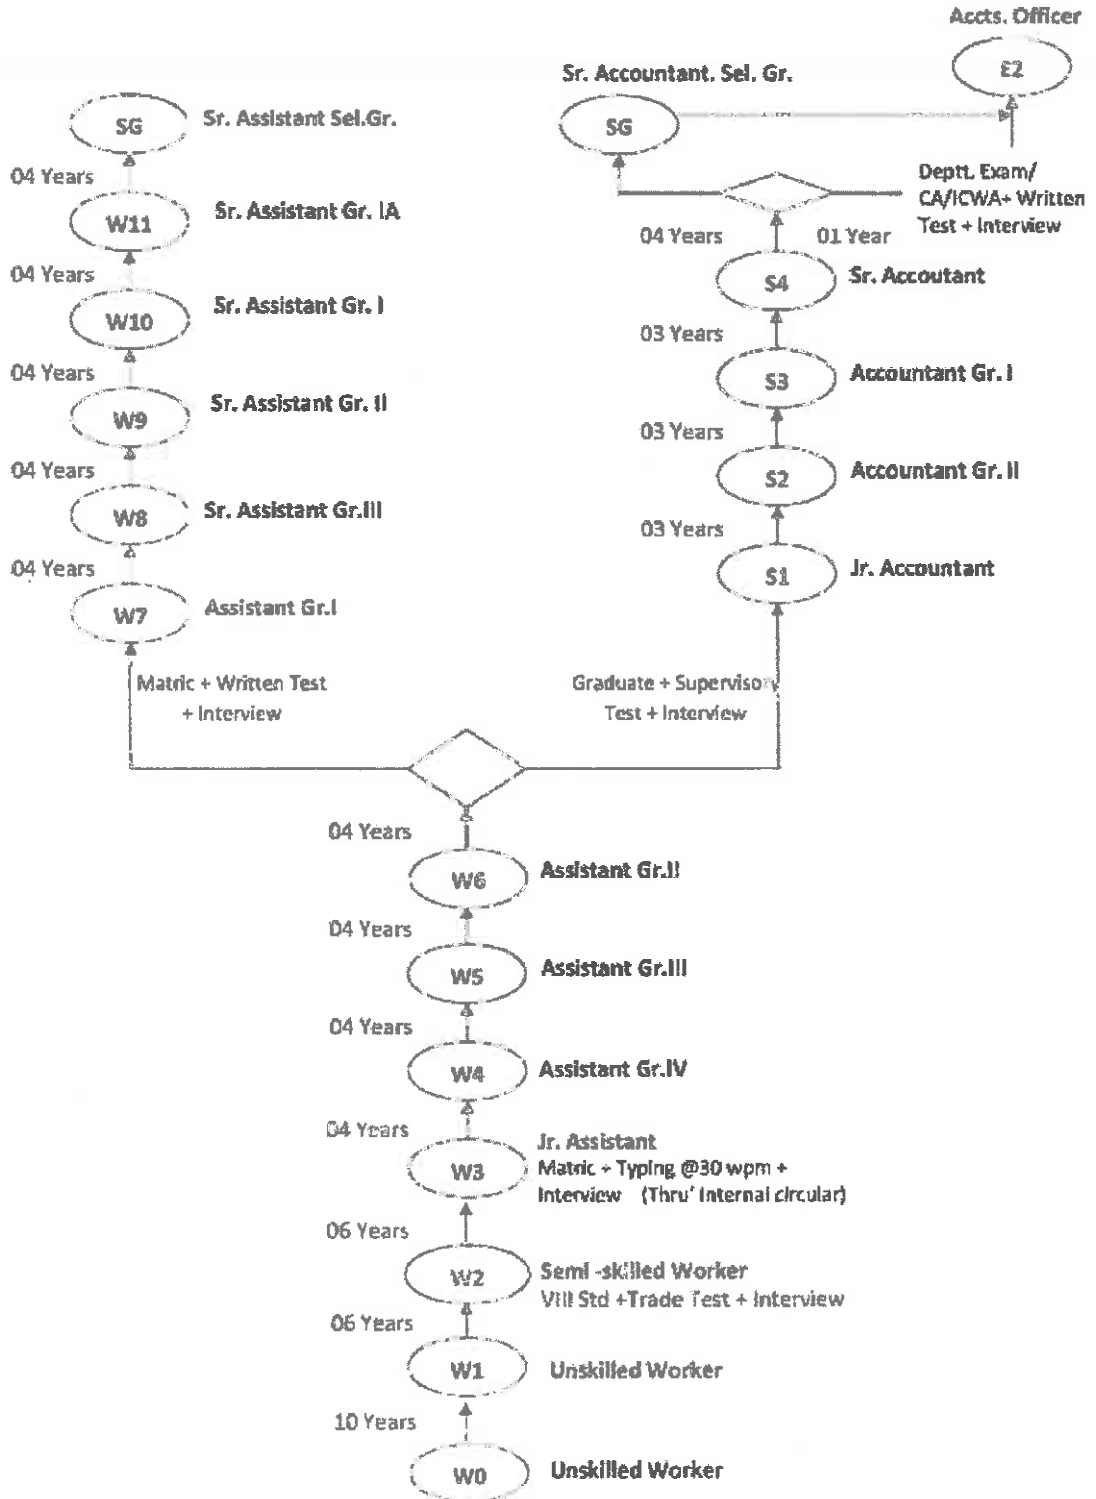 Accts. Officer
E2
Sr. Accountant. Sel. Gr.
SG
Sr. Assistant Sel.Gr.
SG
04 Years
Deptt. Exam/
CA/ICWA+ Written
Test + Interview
W11
Sr. Assistant Gr. IA
04 Years
01 Year
04 Years
S4
Sr. Accoutant
W10
Sr. Assistant Gr. I
03 Years
04 Years
S3
Accountant Gr. I
W9
Sr. Assistant Gr. II
03 Years
04 Years
S2
Accountant Gr. II
W8
Sr. Assistant Gr.III
03 Years
04 Years
S1
Jr. Accountant
W7
Assistant Gr.I
Matric + Written Test
+ Interview
Graduate + Supervisory
Test + Interview
04 Years
W6
Assistant Gr.II
04 Years
W5
Assistant Gr.III
04 Years
W4
Assistant Gr.IV
04 Years
W3
Jr. Assistant
Matric + Typing @30 wpm +
Interview (Thru' Internal circular)
06 Years
W2
Semi -skilled Worker
VIII Std +Trade Test + Interview
06 Years
W1
Unskilled Worker
10 Years
W0
Unskilled Worker